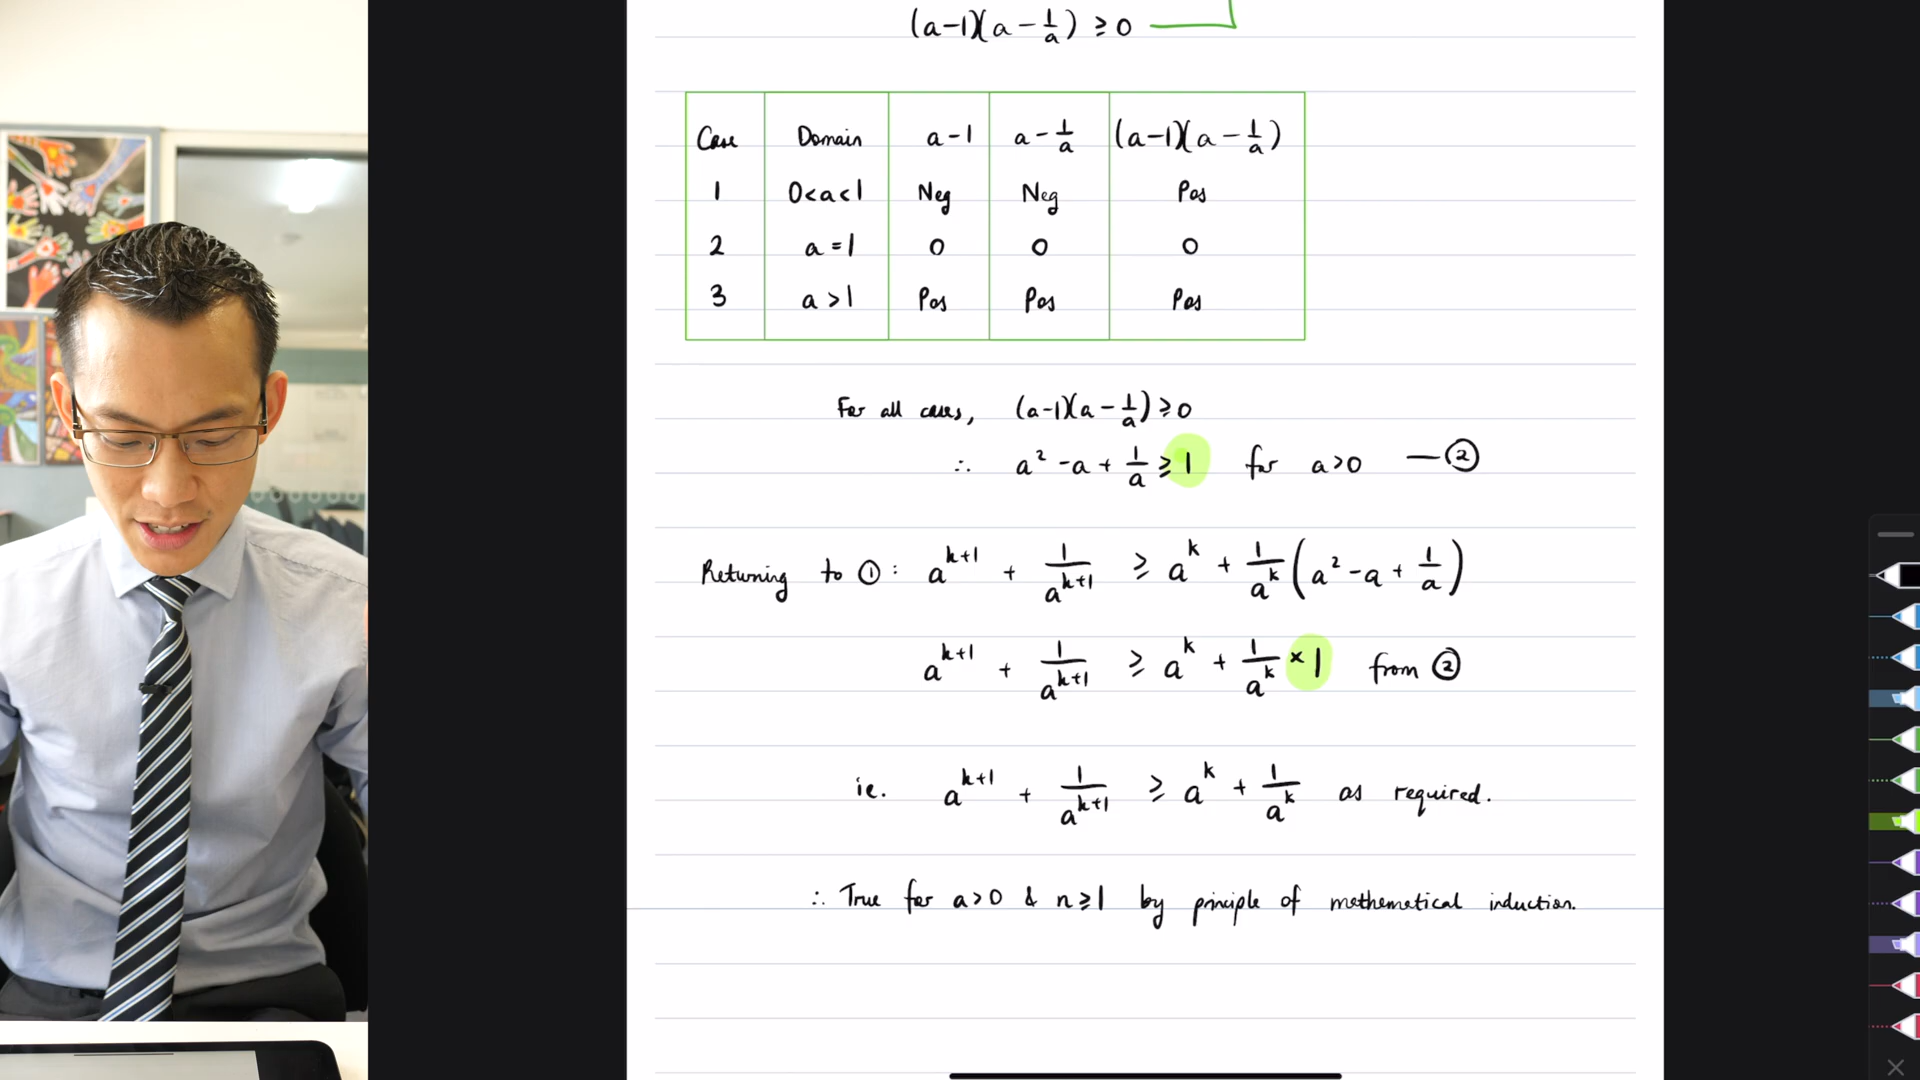 (a-1)(a - 1/a) ≥ 0
Case Domain a-1 a - 1/a (a-1)(a - 1/a)
1 0<a<1 Neg Neg Pos
2 a=1 0 0 0
3 a>1 Pos Pos Pos
For all cases, (a-1)(a - 1/a) ≥ 0
∴ a² - a + 1/a ≥ 1 for a>0 — ②
Returning to ①: a^(k+1) + 1/a^(k+1) ≥ a^k + 1/a^k (a² - a + 1/a)
a^(k+1) + 1/a^(k+1) ≥ a^k + 1/a^k × 1 from ②
ie. a^(k+1) + 1/a^(k+1) ≥ a^k + 1/a^k as required.
∴ True for a>0 & n≥1 by principle of mathematical induction.